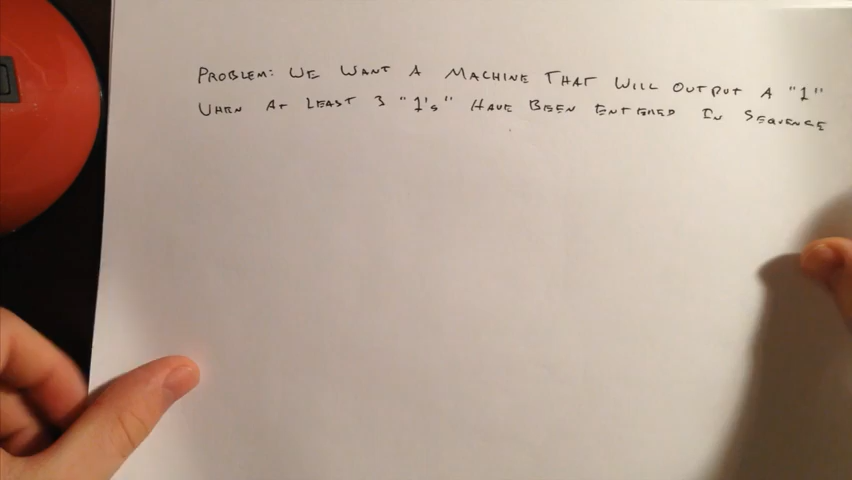 PROBLEM: WE WANT A MACHINE THAT WILL OUTPUT A "1"
WHEN AT LEAST 3 "1's" HAVE BEEN ENTERED IN SEQUENCE